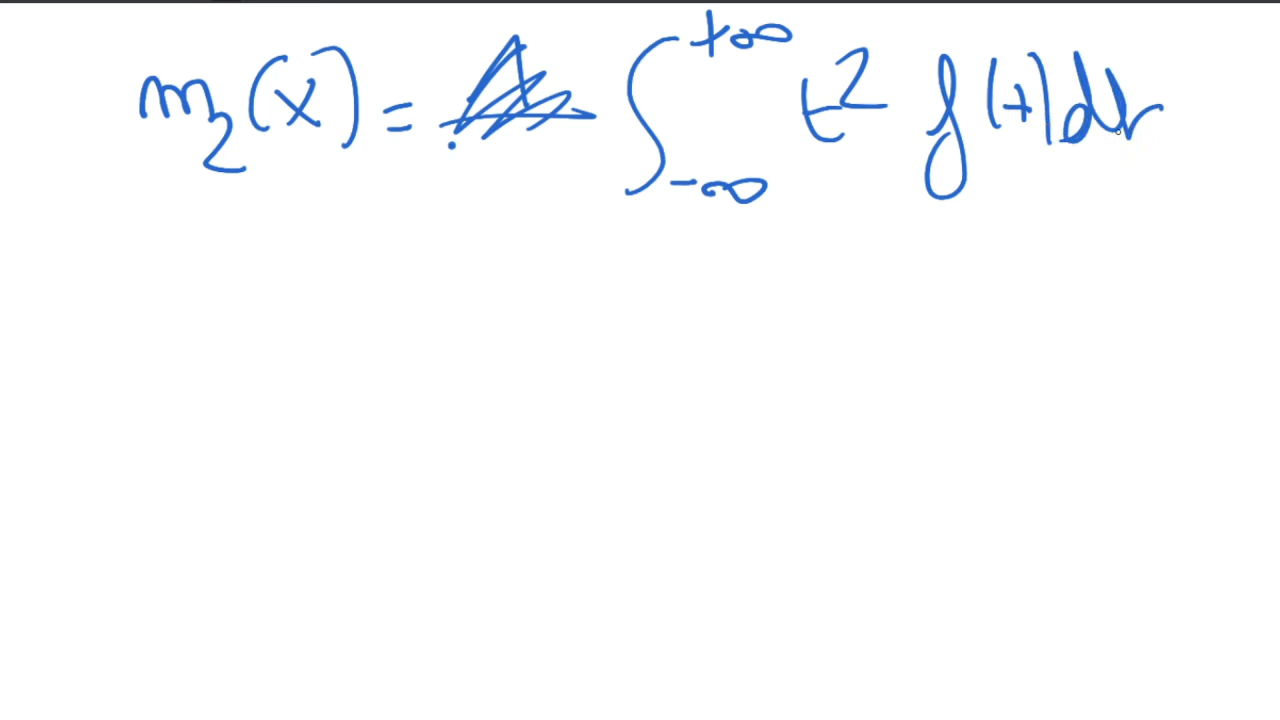 m₂(X) = ∫_{-∞}^{+∞} t² f(t)dt